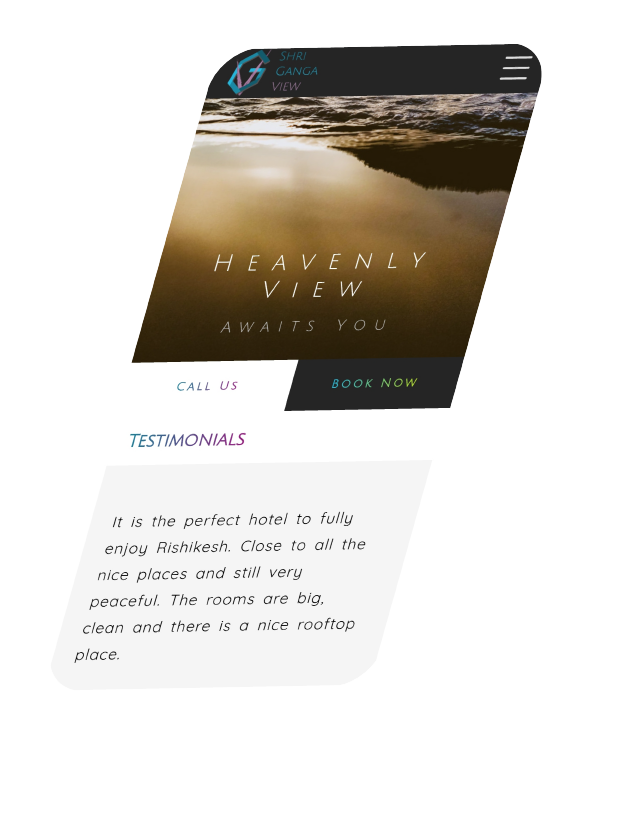 SHRI
GANGA
VIEW
HEAVENLY
VIEW
AWAITS YOU
CALL US
BOOK NOW
TESTIMONIALS
It is the perfect hotel to fully
enjoy Rishikesh. Close to all the
nice places and still very
peaceful. The rooms are big,
clean and there is a nice rooftop
place.